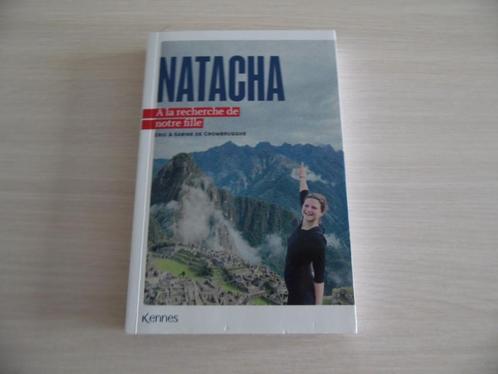 NATACHA
A la recherche de
notre fille
ERIC & SABINE DE CROMBRUGGHE
Kennes